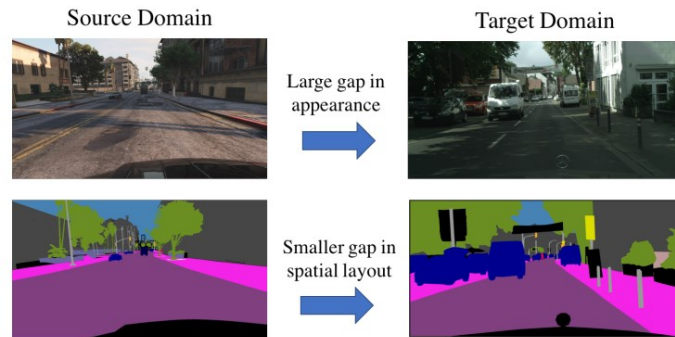 Source Domain
Target Domain
Large gap in
appearance
Smaller gap in
spatial layout